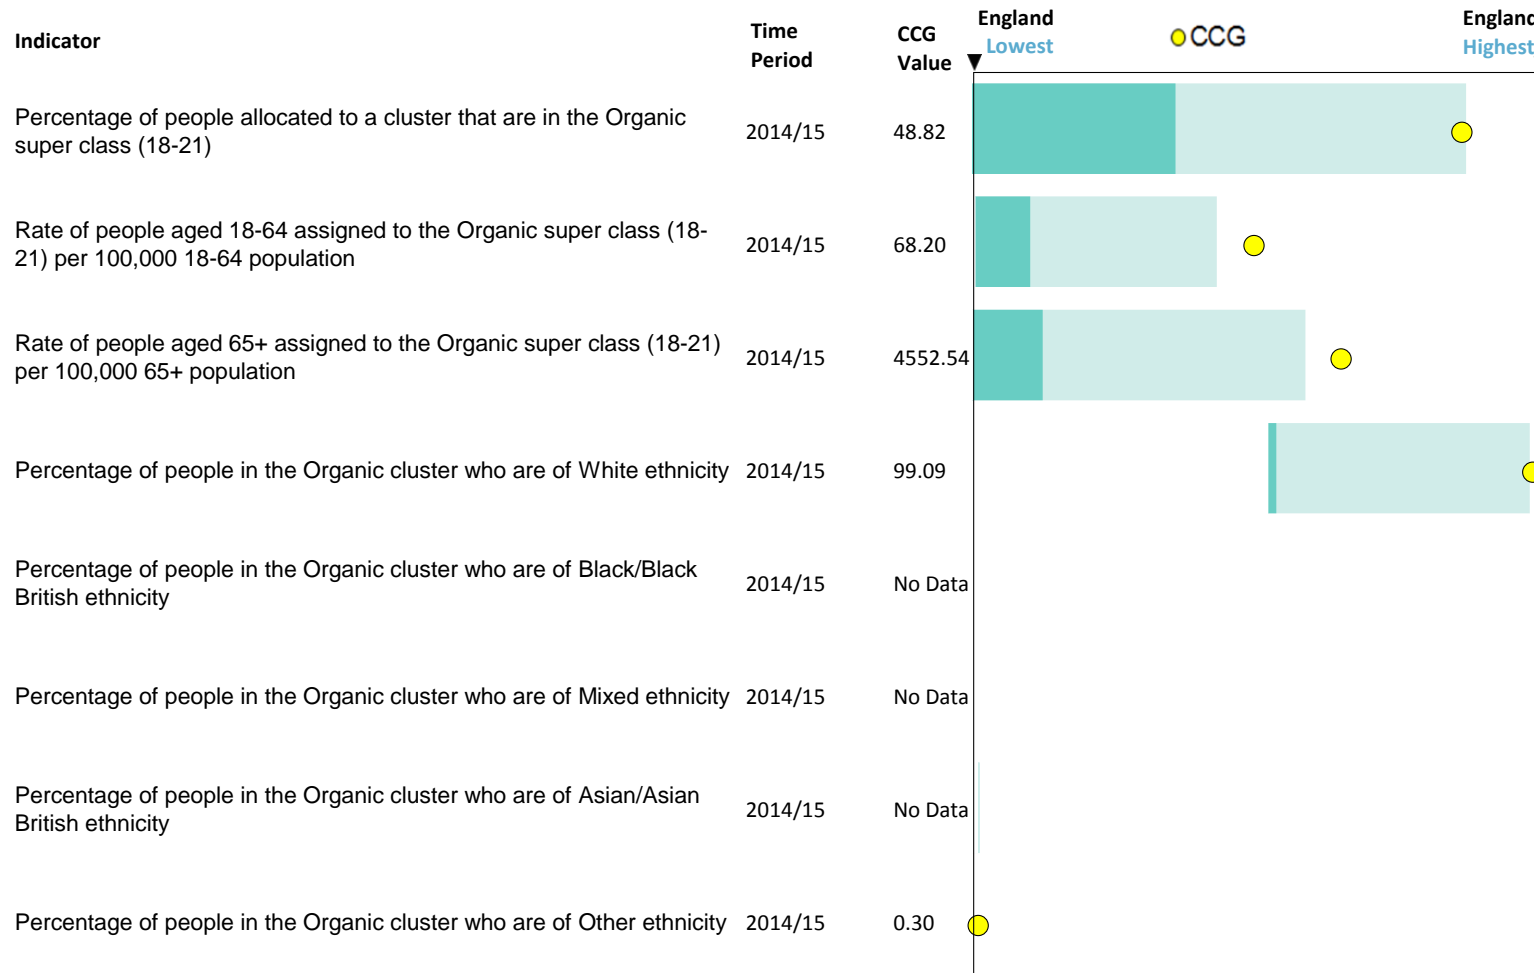 Indicator
Time Period
CCG Value
England Lowest
CCG
England Highest
Percentage of people allocated to a cluster that are in the Organic
super class (18-21)
2014/15
48.82
Rate of people aged 18-64 assigned to the Organic super class (18-
21) per 100,000 18-64 population
2014/15
68.20
Rate of people aged 65+ assigned to the Organic super class (18-21)
per 100,000 65+ population
2014/15
4552.54
Percentage of people in the Organic cluster who are of White ethnicity
2014/15
99.09
Percentage of people in the Organic cluster who are of Black/Black
British ethnicity
2014/15
No Data
Percentage of people in the Organic cluster who are of Mixed ethnicity
2014/15
No Data
Percentage of people in the Organic cluster who are of Asian/Asian
British ethnicity
2014/15
No Data
Percentage of people in the Organic cluster who are of Other ethnicity
2014/15
0.30